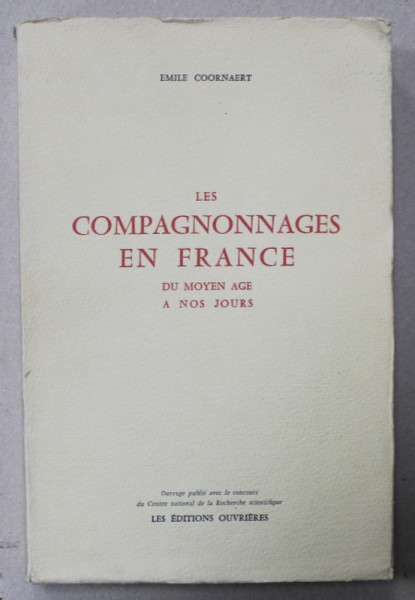 EMILE COORNAERT
LES
COMPAGNONNAGES
EN FRANCE
DU MOYEN AGE
A NOS JOURS
Ouvrage publié avec le concours
du Centre national de la Recherche scientifique
LES ÉDITIONS OUVRIÈRES